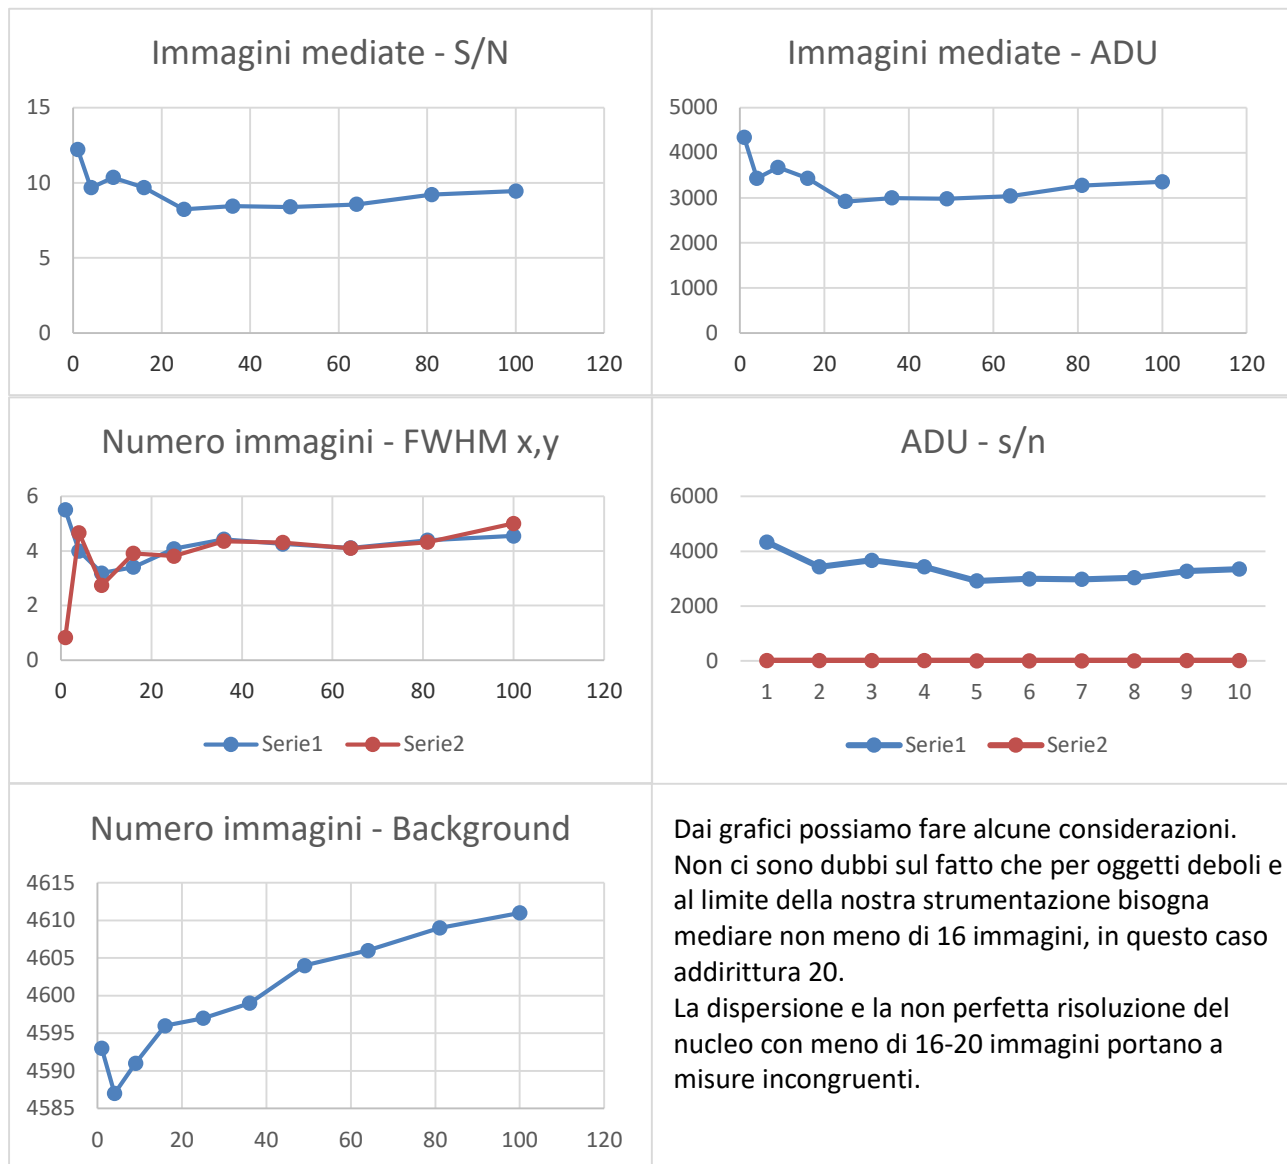 Immagini mediate - S/N
15
10
5
0
0 20 40 60 80 100 120
Immagini mediate - ADU
5000
4000
3000
2000
1000
0
0 20 40 60 80 100 120
Numero immagini - FWHM x,y
6
4
2
0
0 20 40 60 80 100 120
Serie1 Serie2
ADU - s/n
6000
4000
2000
0
1 2 3 4 5 6 7 8 9 10
Serie1 Serie2
Numero immagini - Background
4615
4610
4605
4600
4595
4590
4585
0 20 40 60 80 100 120
Dai grafici possiamo fare alcune considerazioni.
Non ci sono dubbi sul fatto che per oggetti deboli e
al limite della nostra strumentazione bisogna
mediare non meno di 16 immagini, in questo caso
addirittura 20.
La dispersione e la non perfetta risoluzione del
nucleo con meno di 16-20 immagini portano a
misure incongruenti.